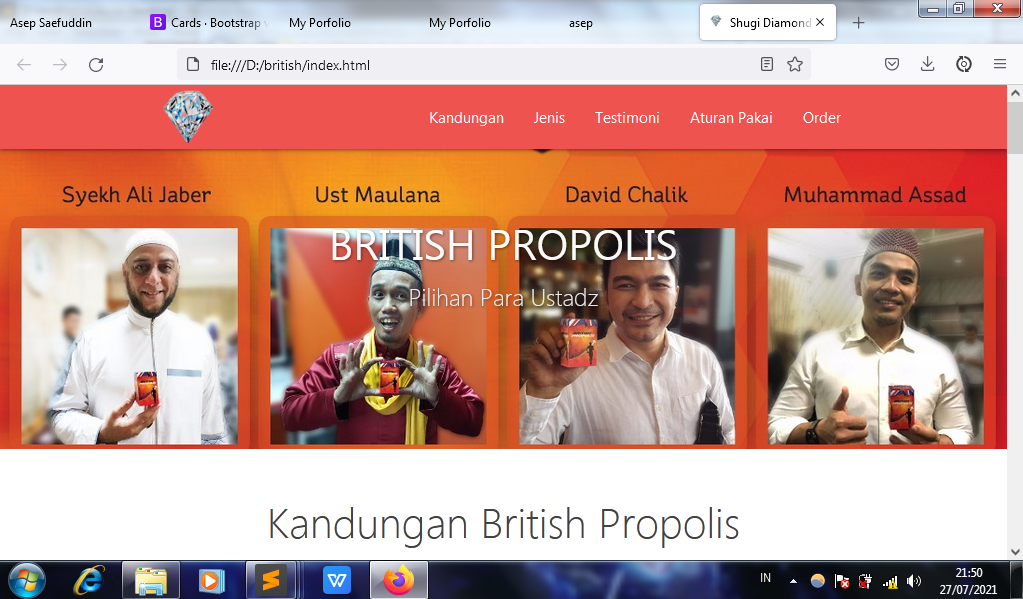 Asep Saefuddin
Cards · Bootstrap v
My Porfolio
My Porfolio
asep
Shugi Diamond
file:///D:/british/index.html
Kandungan
Jenis
Testimoni
Aturan Pakai
Order
Syekh Ali Jaber
Ust Maulana
David Chalik
Muhammad Assad
BRITISH PROPOLIS
Pilihan Para Ustadz
Kandungan British Propolis
IN
21:50
27/07/2021